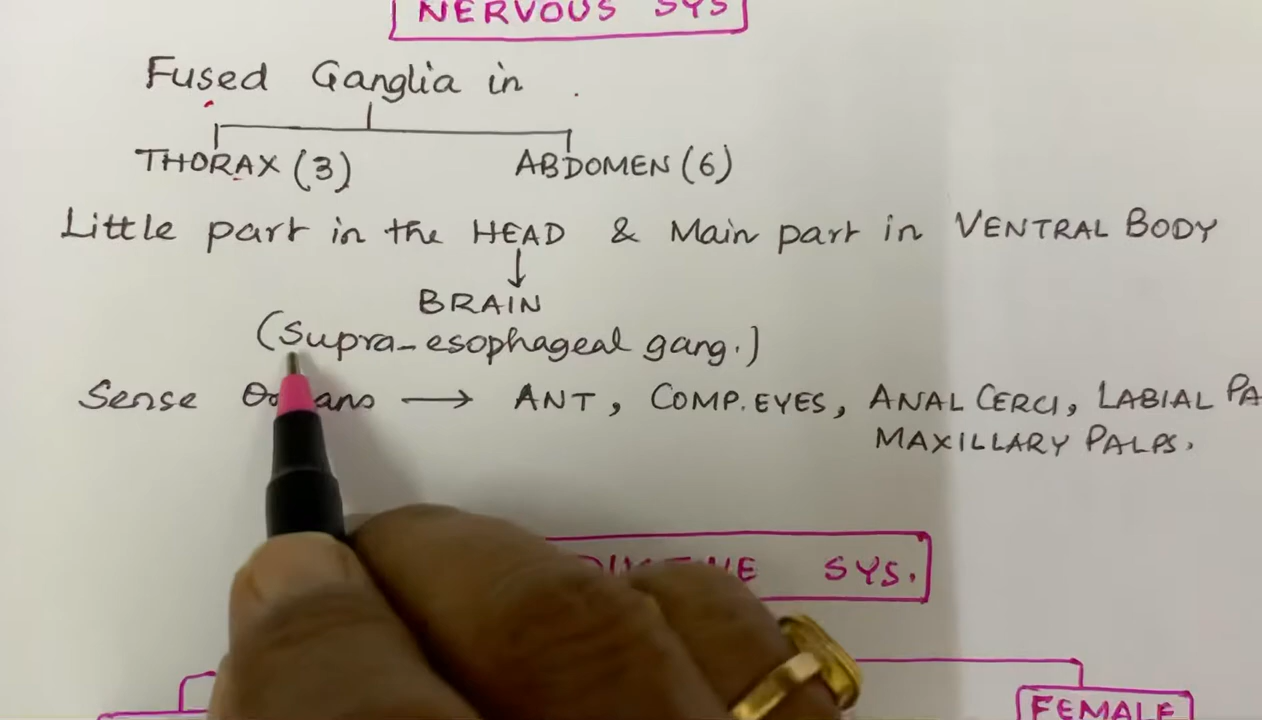 NERVOUS SYS
Fused Ganglia in .
THORAX (3) ABDOMEN (6)
Little part in the HEAD & Main part in VENTRAL BODY
BRAIN
(Supra-esophageal gang.)
Sense → ANT, COMP. EYES, ANAL CERCI, LABIAL PA
MAXILLARY PALPS.
SYS.
FEMALE